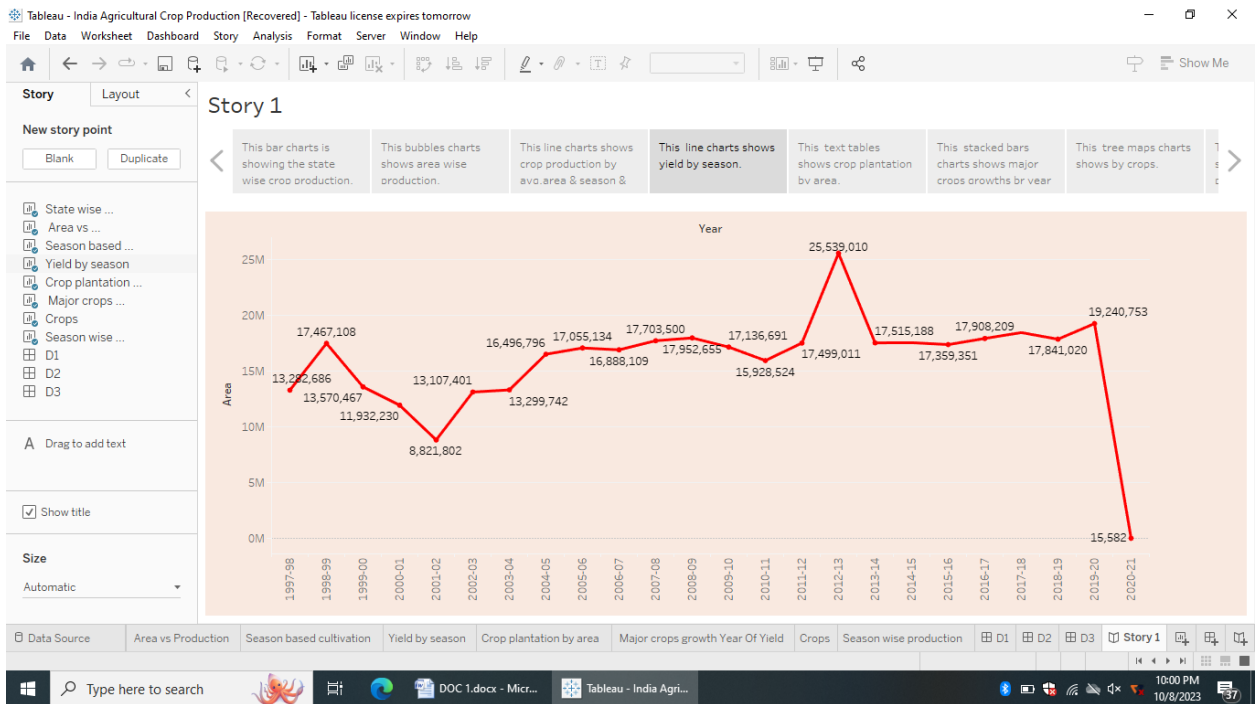 Tableau - India Agricultural Crop Production [Recovered] - Tableau license expires tomorrow
File Data Worksheet Dashboard Story Analysis Format Server Window Help
Show Me
Story Layout
New story point
Blank Duplicate
State wise ...
Area vs ...
Season based ...
Yield by season
Crop plantation ...
Major crops ...
Crops
Season wise ...
D1
D2
D3
A Drag to add text
Show title
Size
Automatic
Story 1
This bar charts is
showing the state
wise crop production.
This bubbles charts
shows area wise
production.
This line charts shows
crop production by
avg.area & season &
This line charts shows
yield by season.
This text tables
shows crop plantation
by area.
This stacked bars
charts shows major
crops growths br year
This tree maps charts
shows by crops.
Year
25,539,010
25M
20M
19,240,753
17,467,108
16,496,796
17,055,134
17,703,500
17,136,691
17,515,188
17,908,209
16,888,109
17,952,655
17,499,011
17,359,351
17,841,020
15M
13,282,686
13,107,401
15,928,524
13,570,467
13,299,742
11,932,230
Area
10M
8,821,802
5M
0M
15,582
1997-98
1998-99
1999-00
2000-01
2001-02
2002-03
2003-04
2004-05
2005-06
2006-07
2007-08
2008-09
2009-10
2010-11
2011-12
2012-13
2013-14
2014-15
2015-16
2016-17
2017-18
2018-19
2019-20
2020-21
Data Source Area vs Production Season based cultivation Yield by season Crop plantation by area Major crops growth Year Of Yield Crops Season wise production D1 D2 D3 Story 1
Type here to search
DOC 1.docx - Micr...
Tableau - India Agri...
10:00 PM
10/8/2023
37